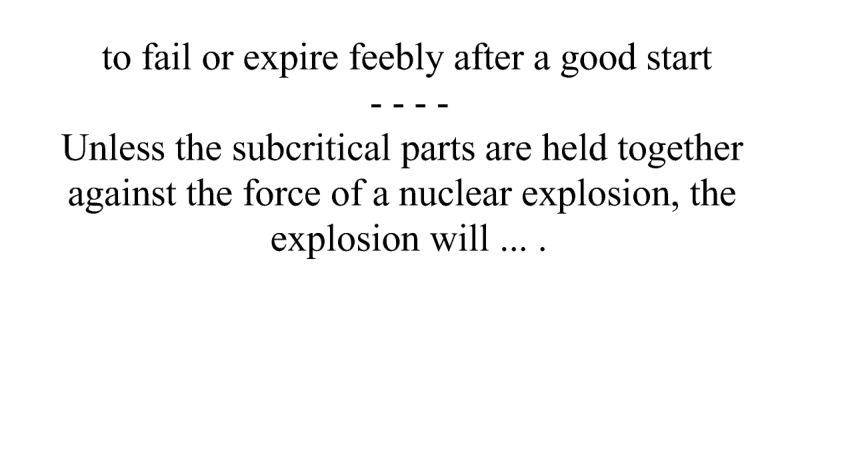 to fail or expire feebly after a good start
- - - -
Unless the subcritical parts are held together
against the force of a nuclear explosion, the
explosion will ... .